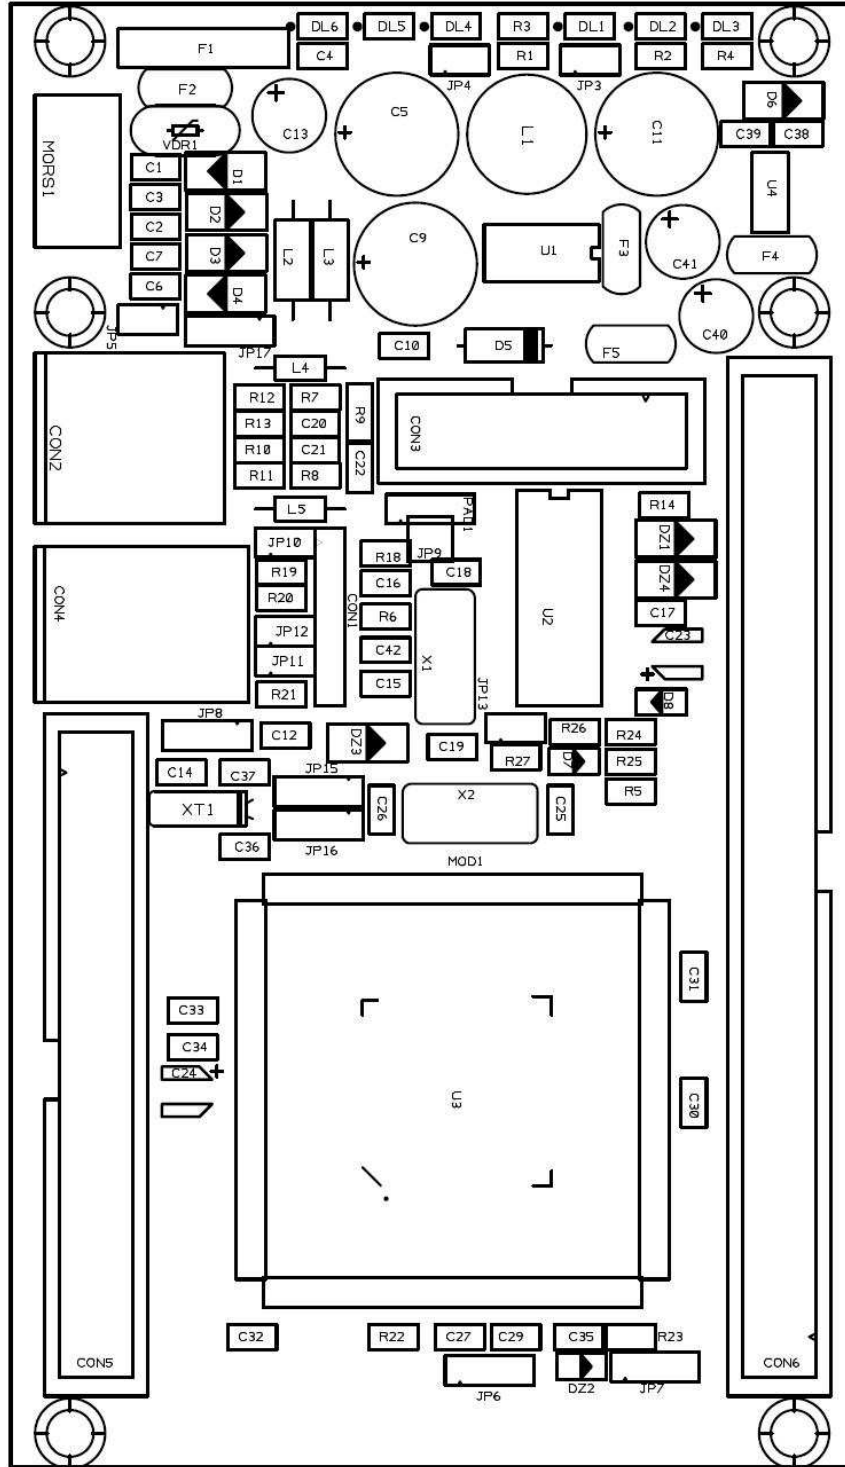 DL6 DL5 DL4 R3 DL1 DL2 DL3
F1 C4 JP4 R1 JP3 R2 R4
F2
D6
C13 C5 L1 C11 C39 C38
VDR1
MORS1
C1 D1 U4
C3 D2
C2
C7 D3 L2 L3 C9 U1 F3 C41 F4
C6 D4
JP5 JP17 C10 D5 F5 C40
L4
R12 R7
R13 C20 R9 CON3
CON2
R10 C21 C22
R11 R8
L5 PAD1 R14
JP10 R18 JP9 DZ1
R19 C16 C18 DZ4
CON4 R20 CON1 R6 U2 C17
JP12 C23
JP11 C42 X1
R21 C15 JP13 D8
JP8 C12 DZ3 C19 R26 R24
C14 C37 JP15 R27 D7 R25
XT1 C26 X2 C25 R5
C36 JP16 MOD1
C31
C33
C34
C24 U3 C30
C32 R22 C27 C29 C35 R23
CON5 JP6 DZ2 JP7 CON6